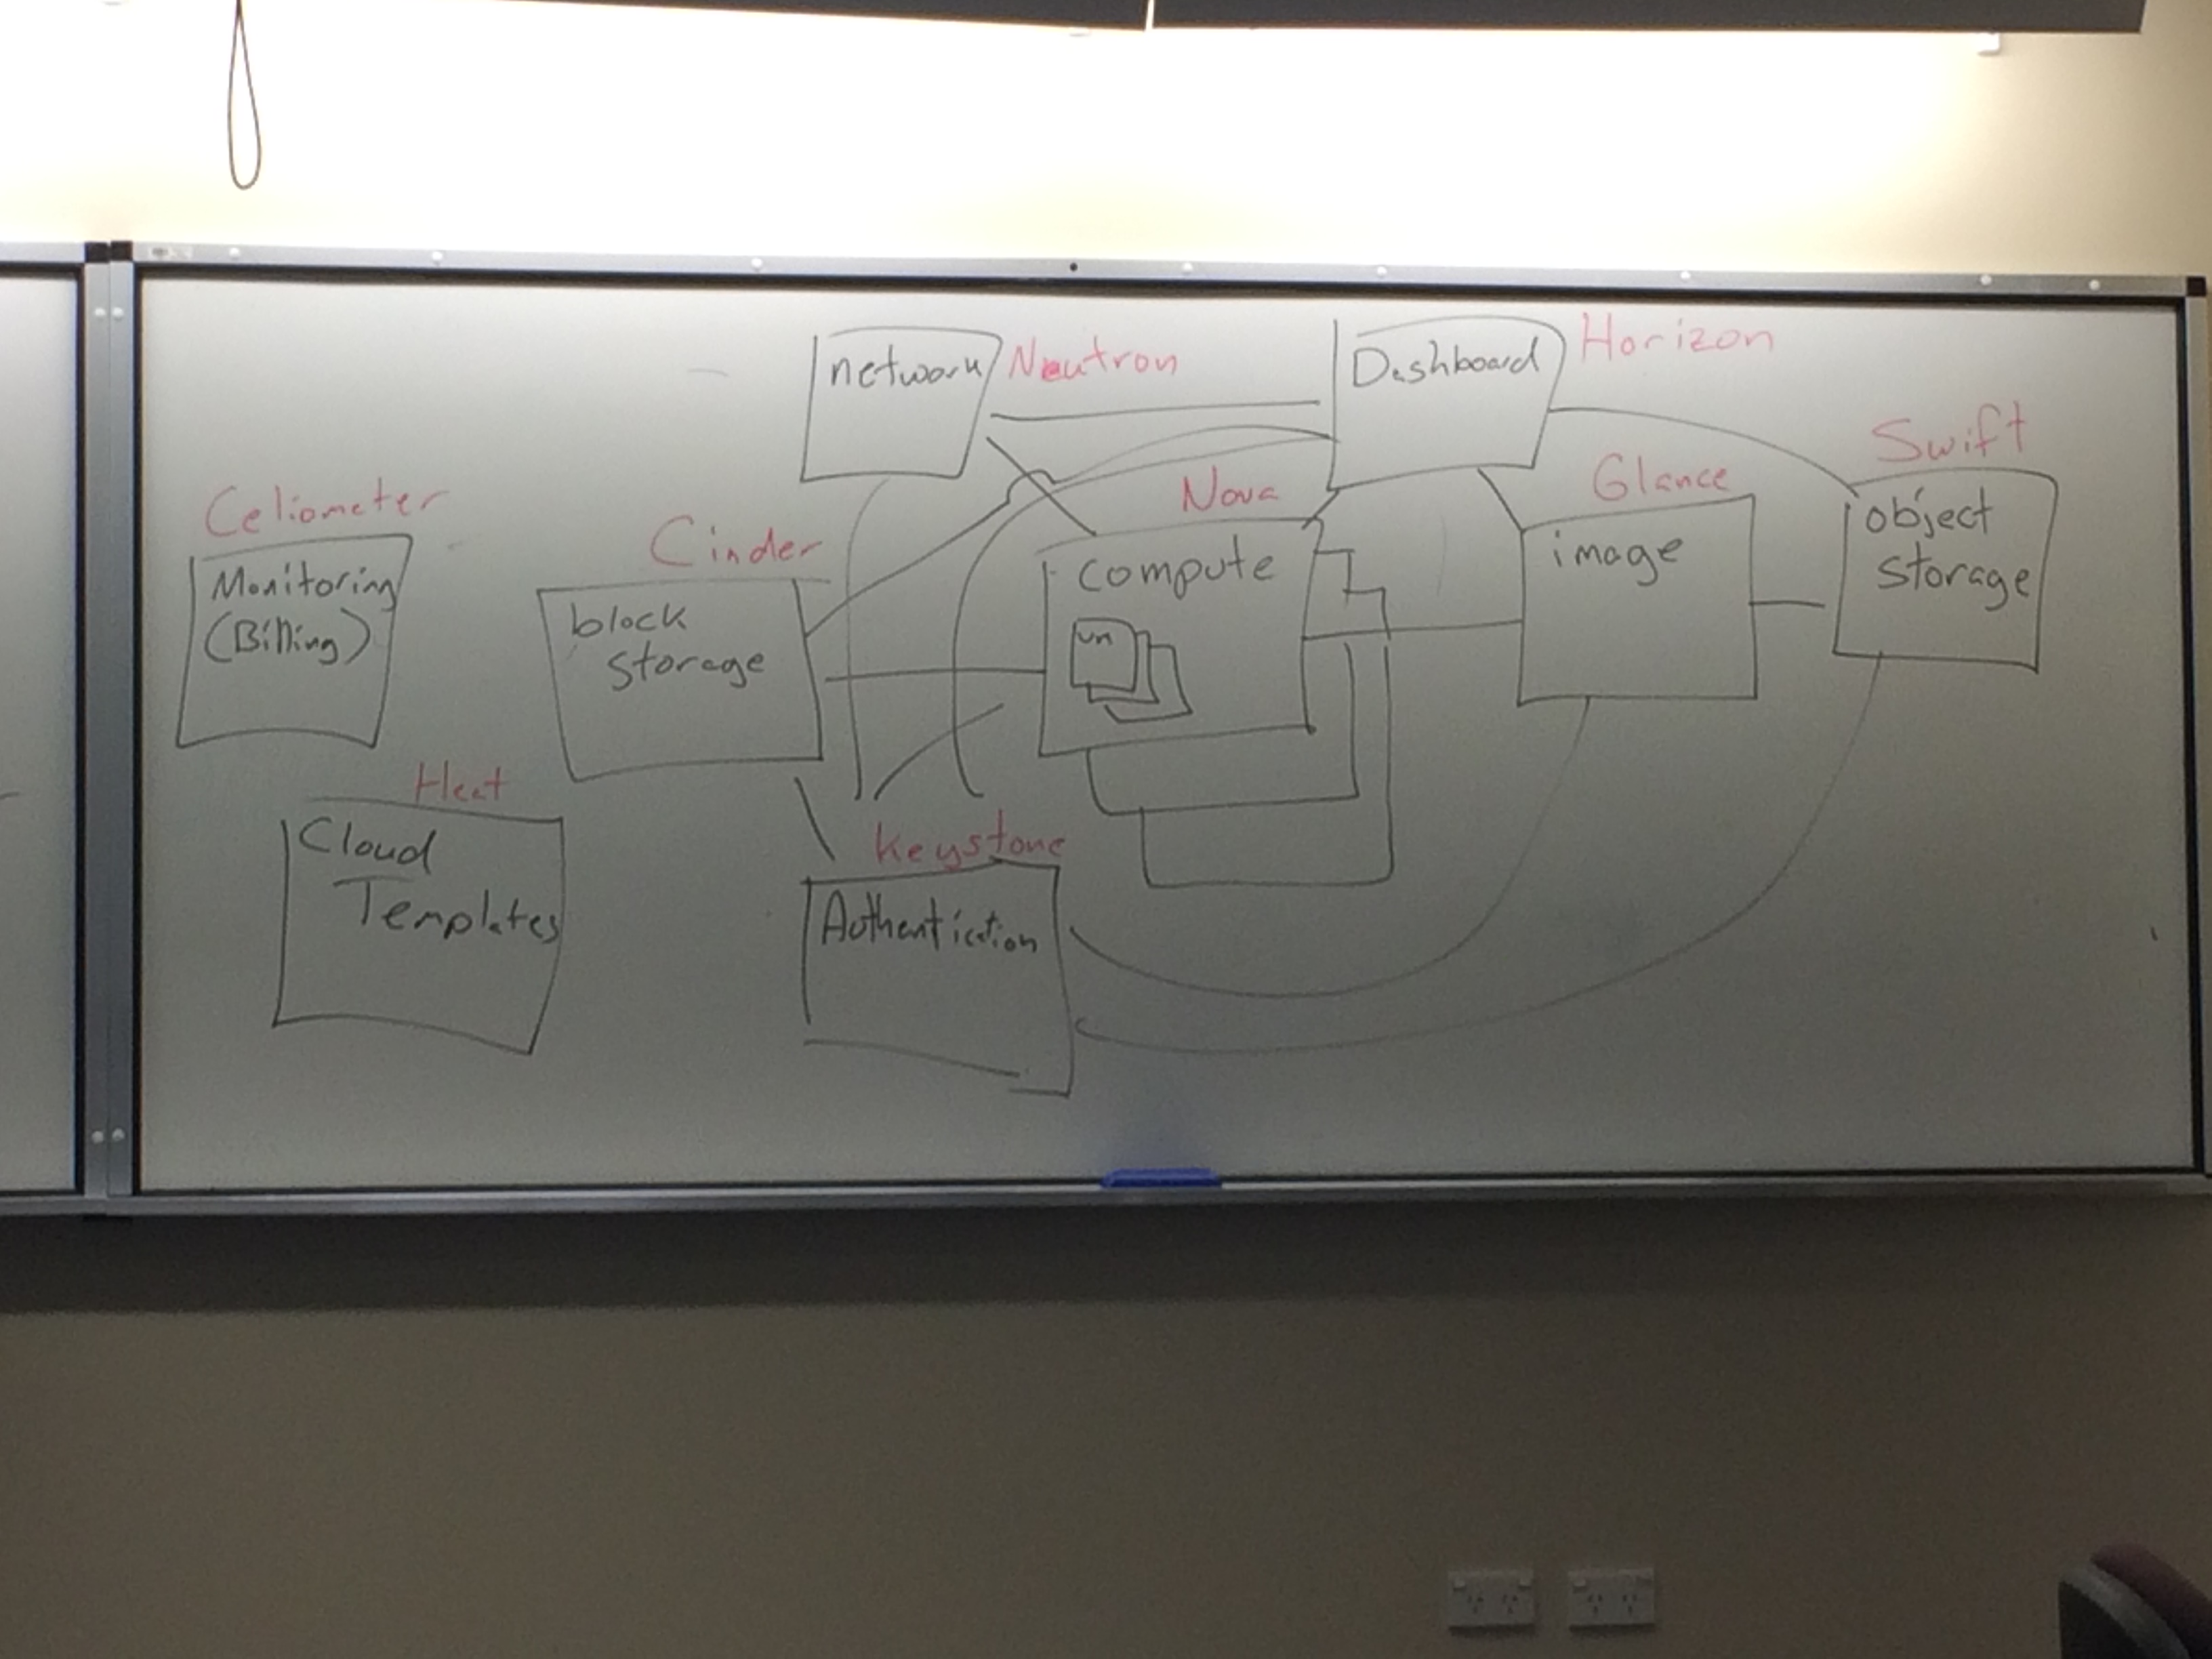 network Neutron
Dashboard Horizon
Swift
object
storage
Glance
image
Nova
compute
vm
Cinder
block
storage
Celiometer
Monitoring
(Billing)
Heat
Cloud
Templates
Keystone
Authentication